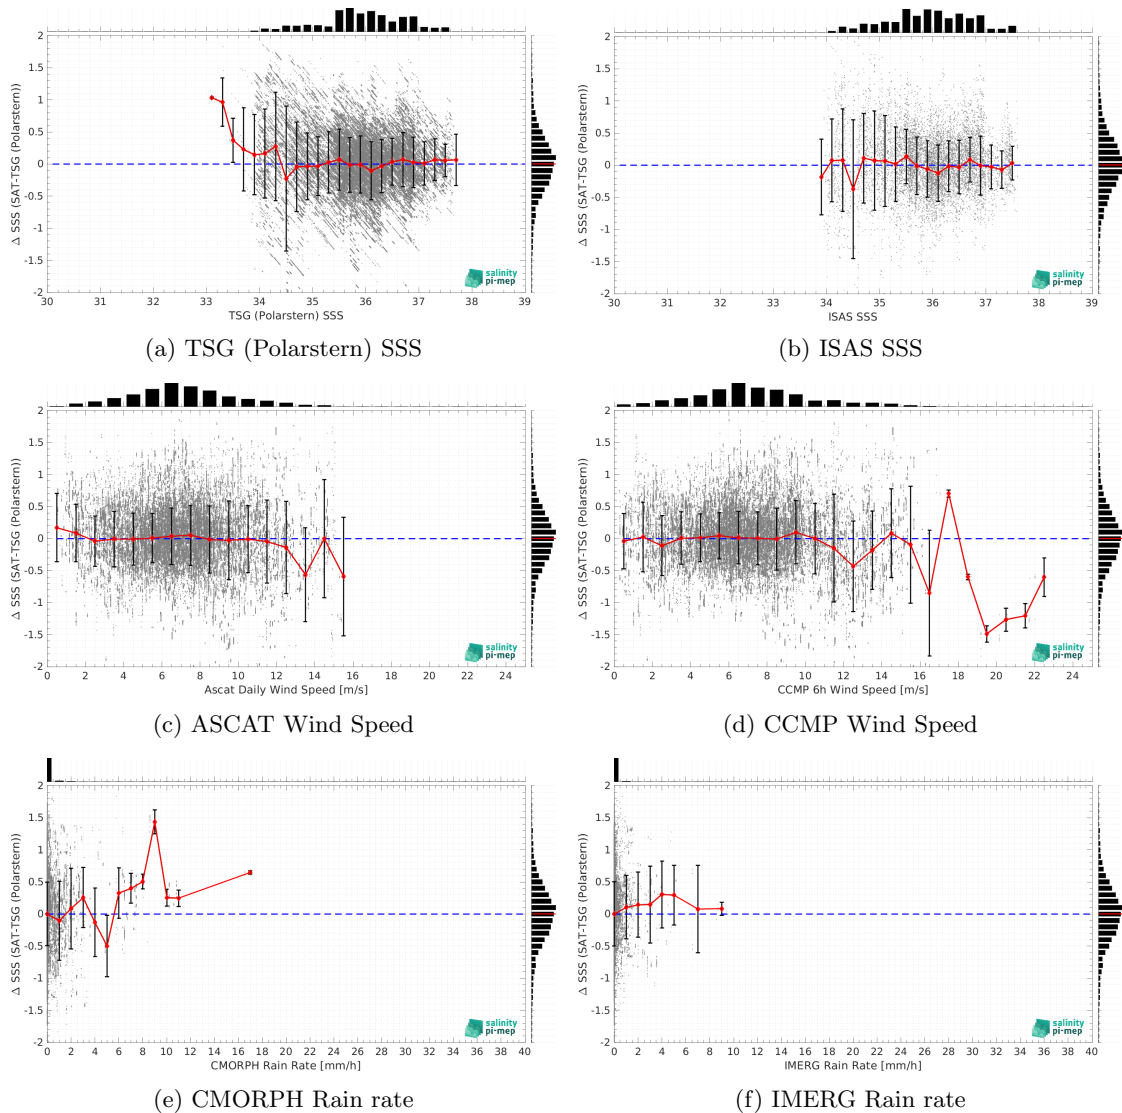 2
1.5
1
0.5
0
-0.5
-1
-1.5
-2
Δ SSS (SAT-TSG (Polarstern))
30 31 32 33 34 35 36 37 38 39
TSG (Polarstern) SSS
salinity
pi-mep
(a) TSG (Polarstern) SSS
2
1.5
1
0.5
0
-0.5
-1
-1.5
-2
Δ SSS (SAT-TSG (Polarstern))
30 31 32 33 34 35 36 37 38 39
ISAS SSS
salinity
pi-mep
(b) ISAS SSS
2
1.5
1
0.5
0
-0.5
-1
-1.5
-2
Δ SSS (SAT-TSG (Polarstern))
0 2 4 6 8 10 12 14 16 18 20 22 24
Ascat Daily Wind Speed [m/s]
salinity
pi-mep
(c) ASCAT Wind Speed
2
1.5
1
0.5
0
-0.5
-1
-1.5
-2
Δ SSS (SAT-TSG (Polarstern))
0 2 4 6 8 10 12 14 16 18 20 22 24
CCMP 6h Wind Speed [m/s]
salinity
pi-mep
(d) CCMP Wind Speed
2
1.5
1
0.5
0
-0.5
-1
-1.5
-2
Δ SSS (SAT-TSG (Polarstern))
0 2 4 6 8 10 12 14 16 18 20 22 24 26 28 30 32 34 36 38 40
CMORPH Rain Rate [mm/h]
salinity
pi-mep
(e) CMORPH Rain rate
2
1.5
1
0.5
0
-0.5
-1
-1.5
-2
Δ SSS (SAT-TSG (Polarstern))
0 2 4 6 8 10 12 14 16 18 20 22 24 26 28 30 32 34 36 38 40
IMERG Rain Rate [mm/h]
salinity
pi-mep
(f) IMERG Rain rate